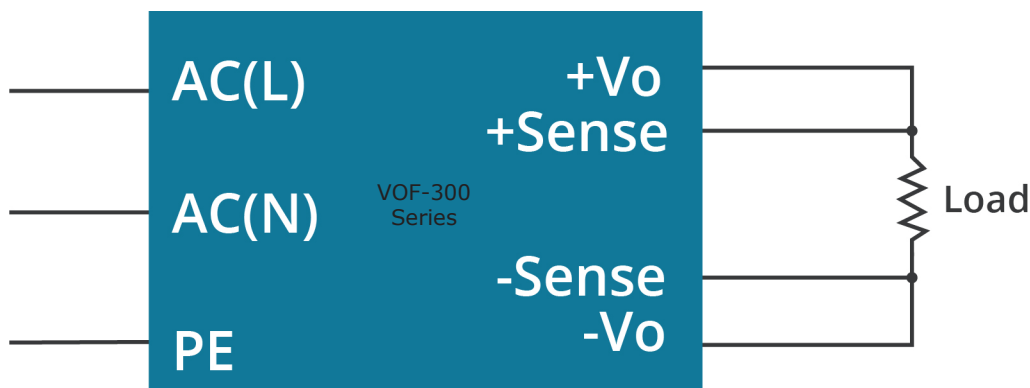 AC(L)
+Vo
+Sense
VOF-300
Series
AC(N)
Load
-Sense
-Vo
PE